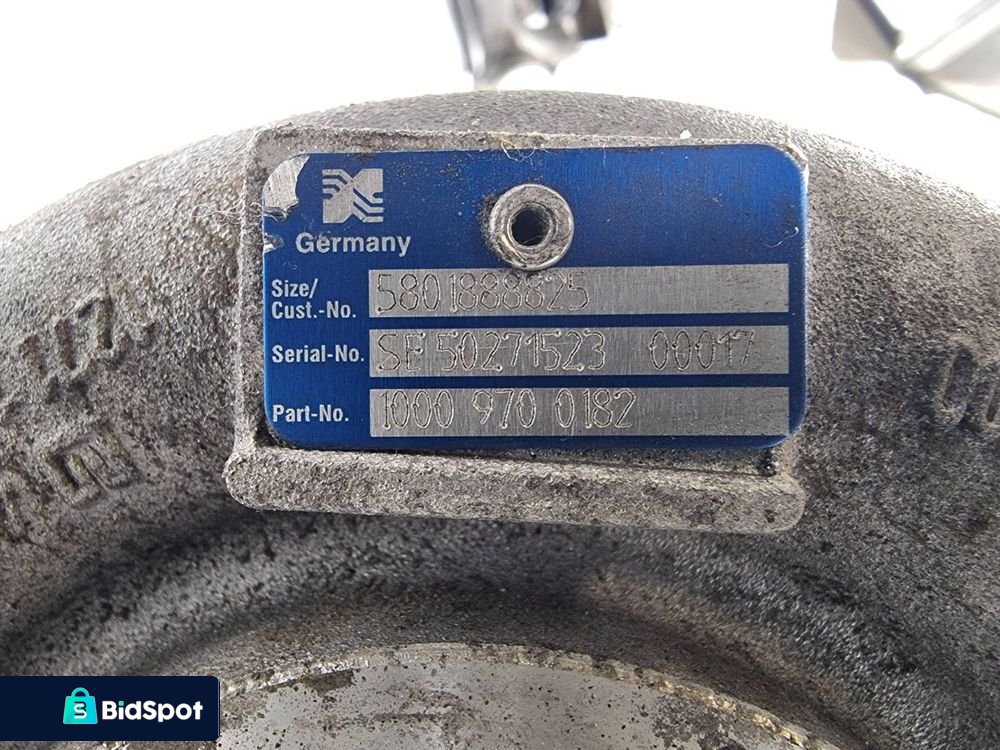 Germany
Size/
Cust.-No. 5801888825
Serial-No. SE 50271523 00017
Part-No. 1000 970 0182
BidSpot